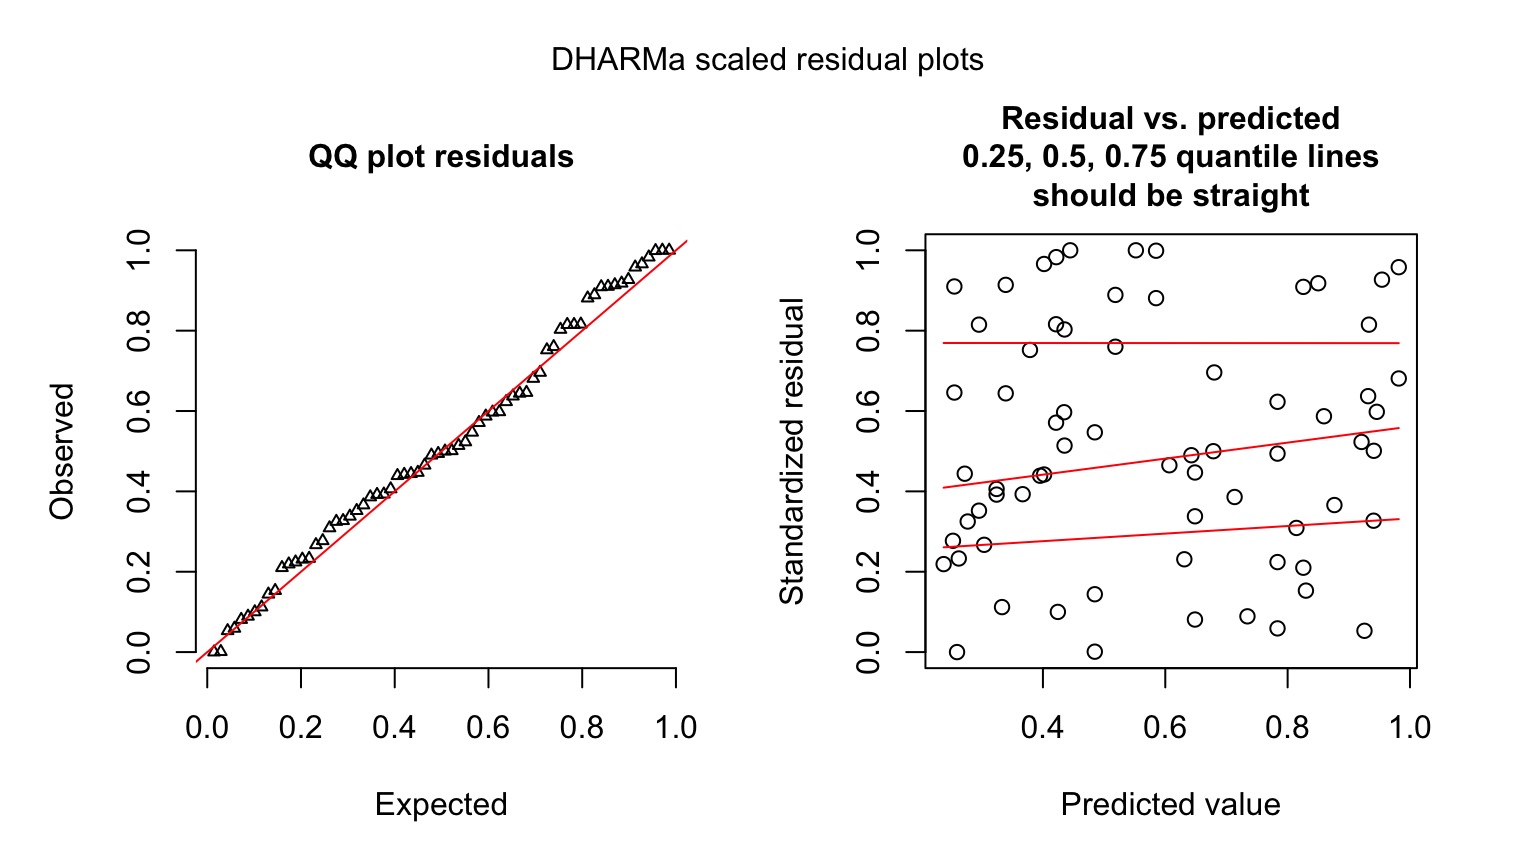 DHARMa scaled residual plots
QQ plot residuals
Observed
0.0 0.2 0.4 0.6 0.8 1.0
0.0 0.2 0.4 0.6 0.8 1.0
Expected
Residual vs. predicted
0.25, 0.5, 0.75 quantile lines
should be straight
Standardized residual
0.0 0.2 0.4 0.6 0.8 1.0
0.4 0.6 0.8 1.0
Predicted value